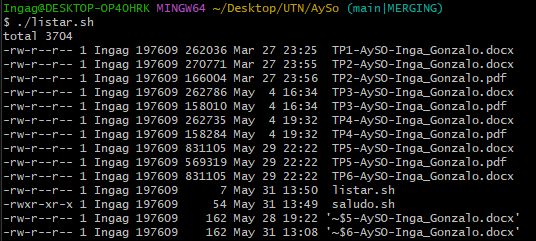 Ingag@DESKTOP-OP4OHRK MINGW64 ~/Desktop/UTN/AySo (main|MERGING)
$ ./listar.sh
total 3704
-rw-r--r-- 1 Ingag 197609 262036 Mar 27 23:25  TP1-AySO-Inga_Gonzalo.docx
-rw-r--r-- 1 Ingag 197609 270771 Mar 27 23:55  TP2-AySO-Inga_Gonzalo.docx
-rw-r--r-- 1 Ingag 197609 166004 Mar 27 23:56  TP2-AySO-Inga_Gonzalo.pdf
-rw-r--r-- 1 Ingag 197609 262786 May  4 16:34  TP3-AySO-Inga_Gonzalo.docx
-rw-r--r-- 1 Ingag 197609 158010 May  4 16:34  TP3-AySO-Inga_Gonzalo.pdf
-rw-r--r-- 1 Ingag 197609 262735 May  4 19:32  TP4-AySO-Inga_Gonzalo.docx
-rw-r--r-- 1 Ingag 197609 158284 May  4 19:32  TP4-AySO-Inga_Gonzalo.pdf
-rw-r--r-- 1 Ingag 197609 831105 May 29 22:22  TP5-AySO-Inga_Gonzalo.docx
-rw-r--r-- 1 Ingag 197609 569319 May 29 22:22  TP5-AySO-Inga_Gonzalo.pdf
-rw-r--r-- 1 Ingag 197609 831105 May 29 22:22  TP6-AySO-Inga_Gonzalo.docx
-rw-r--r-- 1 Ingag 197609      7 May 31 13:50  listar.sh
-rwxr-xr-x 1 Ingag 197609     54 May 31 13:49  saludo.sh
-rw-r--r-- 1 Ingag 197609    162 May 28 19:22 '~$5-AySO-Inga_Gonzalo.docx'
-rw-r--r-- 1 Ingag 197609    162 May 31 13:08 '~$6-AySO-Inga_Gonzalo.docx'